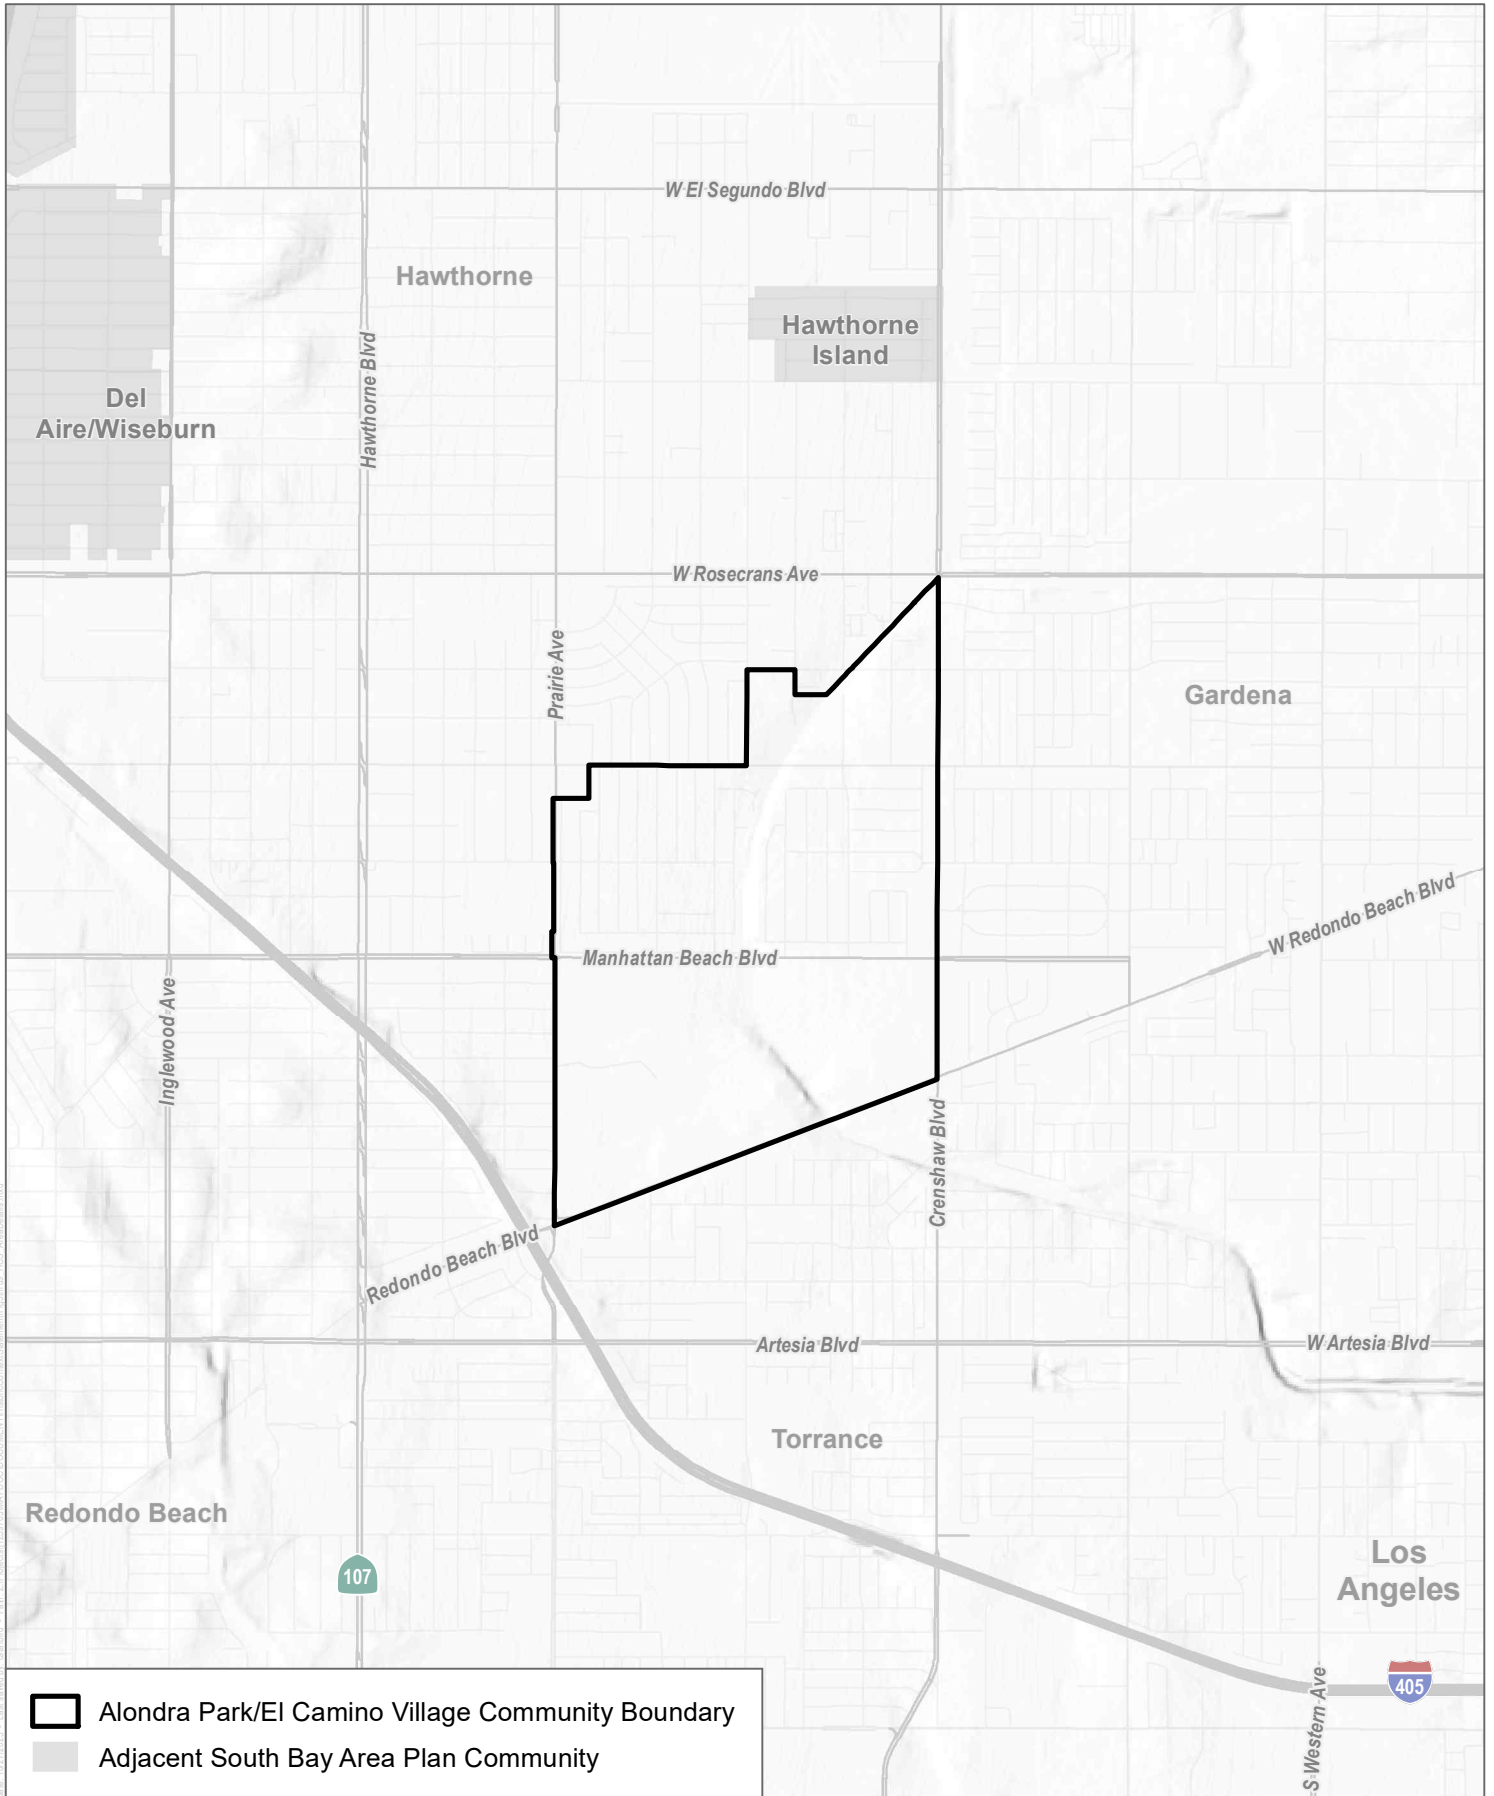 W El Segundo Blvd
Hawthorne
Hawthorne
Island
Hawthorne Blvd
Del
Aire/Wiseburn
W Rosecrans Ave
Prairie Ave
Gardena
W Redondo Beach Blvd
Manhattan Beach Blvd
Inglewood Ave
Crenshaw Blvd
Redondo Beach Blvd
Artesia Blvd
W Artesia Blvd
Torrance
Redondo Beach
Los
Angeles
107
405
S Western Ave
Alondra Park/El Camino Village Community Boundary
Adjacent South Bay Area Plan Community